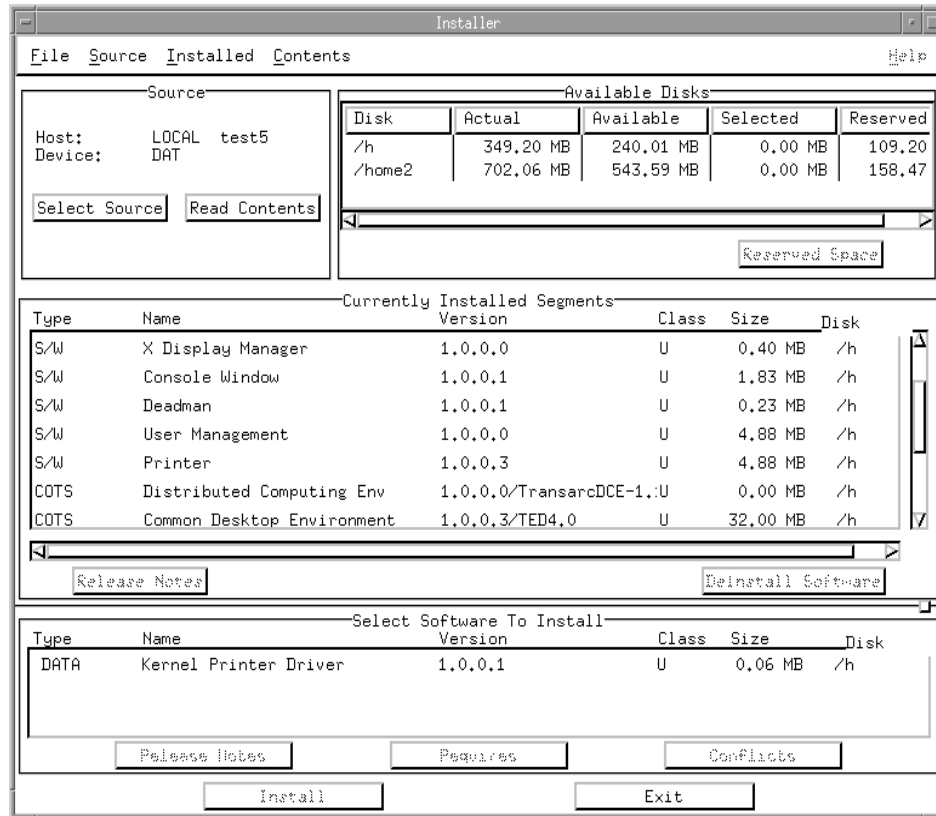 Installer
File Source Installed Contents Help
Source
Host: LOCAL test5
Device: DAT
Select Source Read Contents
Available Disks
Disk Actual Available Selected Reserved
/h 349.20 MB 240.01 MB 0.00 MB 109.20
/home2 702.06 MB 543.59 MB 0.00 MB 158.47
Reserved Space
Currently Installed Segments
Type Name Version Class Size Disk
S/W X Display Manager 1.0.0.0 U 0.40 MB /h
S/W Console Window 1.0.0.1 U 1.83 MB /h
S/W Deadman 1.0.0.1 U 0.23 MB /h
S/W User Management 1.0.0.0 U 4.88 MB /h
S/W Printer 1.0.0.3 U 4.88 MB /h
COTS Distributed Computing Env 1.0.0.0/TransarcDCE-1.:U 0.00 MB /h
COTS Common Desktop Environment 1.0.0.3/TED4.0 U 32.00 MB /h
Release Notes Deinstall Software
Select Software To Install
Type Name Version Class Size Disk
DATA Kernel Printer Driver 1.0.0.1 U 0.06 MB /h
Release Notes Requires Conflicts
Install Exit